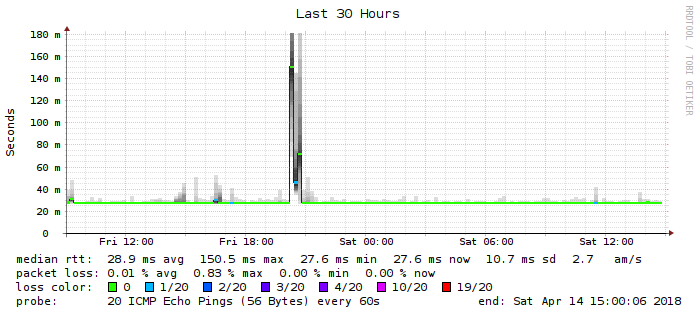 Last 30 Hours
RRDTOOL / TOBI OETIKER
Seconds
180 m
160 m
140 m
120 m
100 m
80 m
60 m
40 m
20 m
0
Fri 12:00 Fri 18:00 Sat 00:00 Sat 06:00 Sat 12:00
median rtt: 28.9 ms avg 150.5 ms max 27.6 ms min 27.6 ms now 10.7 ms sd 2.7 am/s
packet loss: 0.01 % avg 0.83 % max 0.00 % min 0.00 % now
loss color: 0 1/20 2/20 3/20 4/20 10/20 19/20
probe: 20 ICMP Echo Pings (56 Bytes) every 60s end: Sat Apr 14 15:00:06 2018